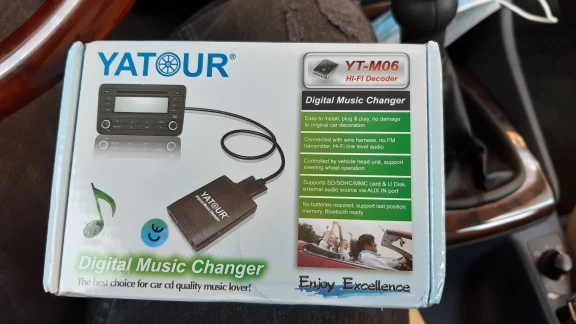 YATOUR®
YT-M06
HI-FI Decoder
Digital Music Changer
Easy to install, plug & play, no damage
to original car decoration
Connected with wire harness, no FM
transmitter, Hi-Fi line level audio
Controlled by vehicle head unit, support
steering wheel operation
Supports SD/SDHC/MMC card & U Disk,
external audio source via AUX IN port
No batteries required, support last position
memory, Bluetooth ready
YATOUR
Digital Music Changer
CE
Digital Music Changer
The best choice for car cd quality music lover!
Enjoy Excellence